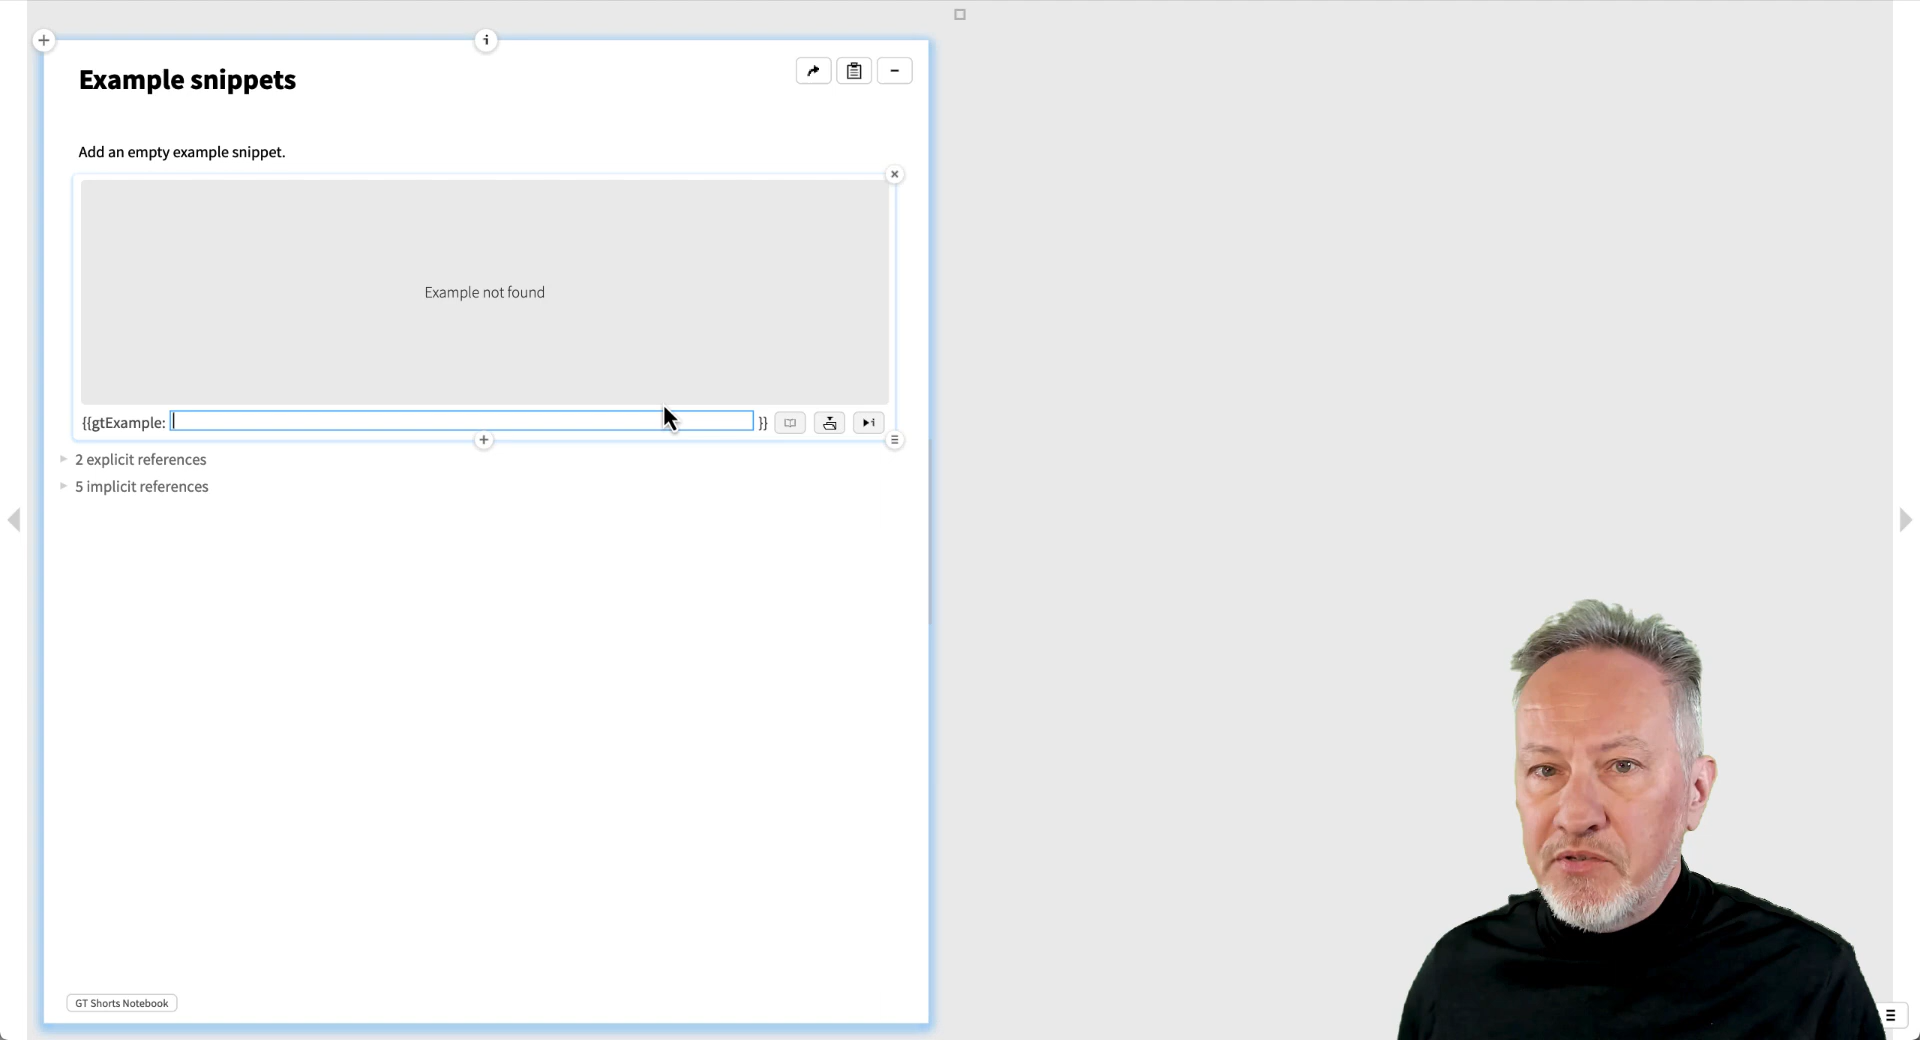 Example snippets
Add an empty example snippet.
Example not found
{{gtExample: }}
2 explicit references
5 implicit references
GT Shorts Notebook